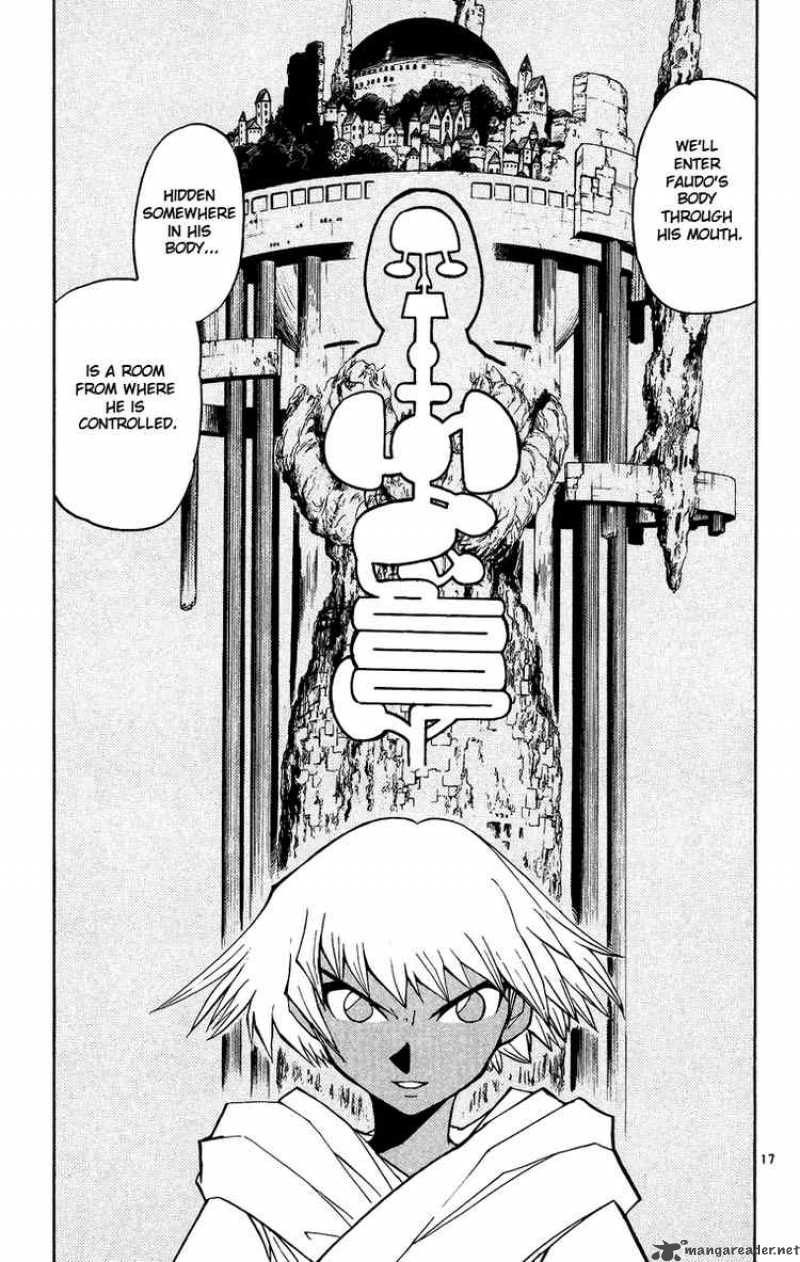 WE'LL
ENTER
FAUDO'S
BODY
THROUGH
HIS MOUTH.
HIDDEN
SOMEWHERE
IN HIS
BODY...
IS A ROOM
FROM WHERE
HE IS
CONTROLLED.
17
mangareader.net